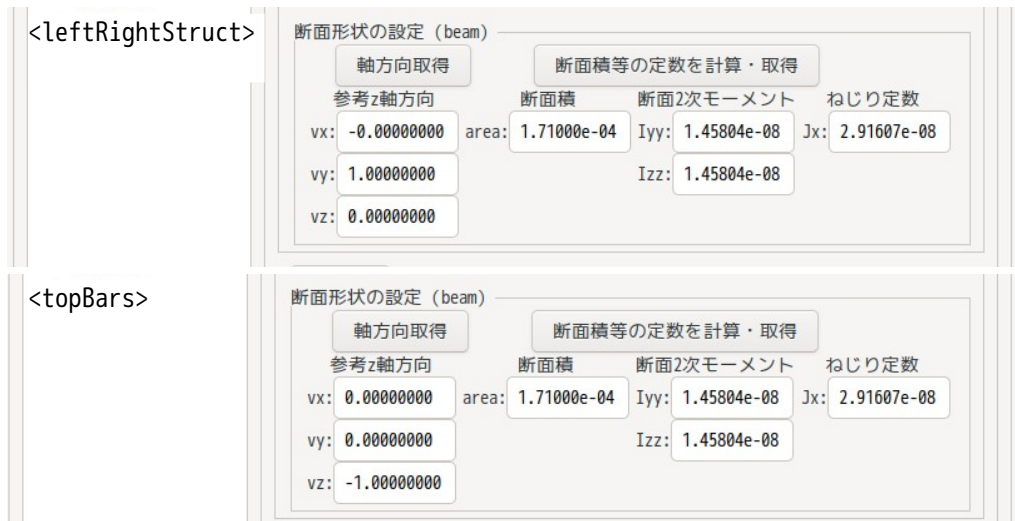 <leftRightStruct>
断面形状の設定 (beam)
軸方向取得 断面積等の定数を計算・取得
参考z軸方向 断面積 断面2次モーメント ねじり定数
vx: -0.00000000 area: 1.71000e-04 Iyy: 1.45804e-08 Jx: 2.91607e-08
vy: 1.00000000 Izz: 1.45804e-08
vz: 0.00000000
<topBars>
断面形状の設定 (beam)
軸方向取得 断面積等の定数を計算・取得
参考z軸方向 断面積 断面2次モーメント ねじり定数
vx: 0.00000000 area: 1.71000e-04 Iyy: 1.45804e-08 Jx: 2.91607e-08
vy: 0.00000000 Izz: 1.45804e-08
vz: -1.00000000